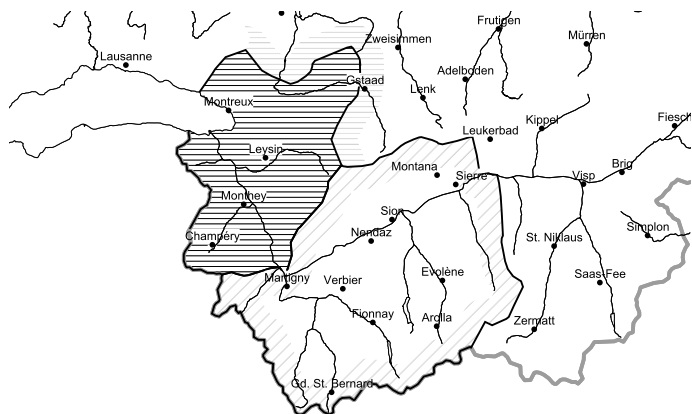 Frutigen
Zweisimmen
Mürren
Lausanne
Adelboden
Gstaad
Lenk
Montreux
Kippel
Fiesch
Leukerbad
Leysin
Montana
Sierre
Visp
Brig
Monthey
Sion
Nendaz
Simplon
Champéry
St. Niklaus
Martigny
Verbier
Evolène
Saas-Fee
Fionnay
Arolla
Zermatt
Gd. St. Bernard